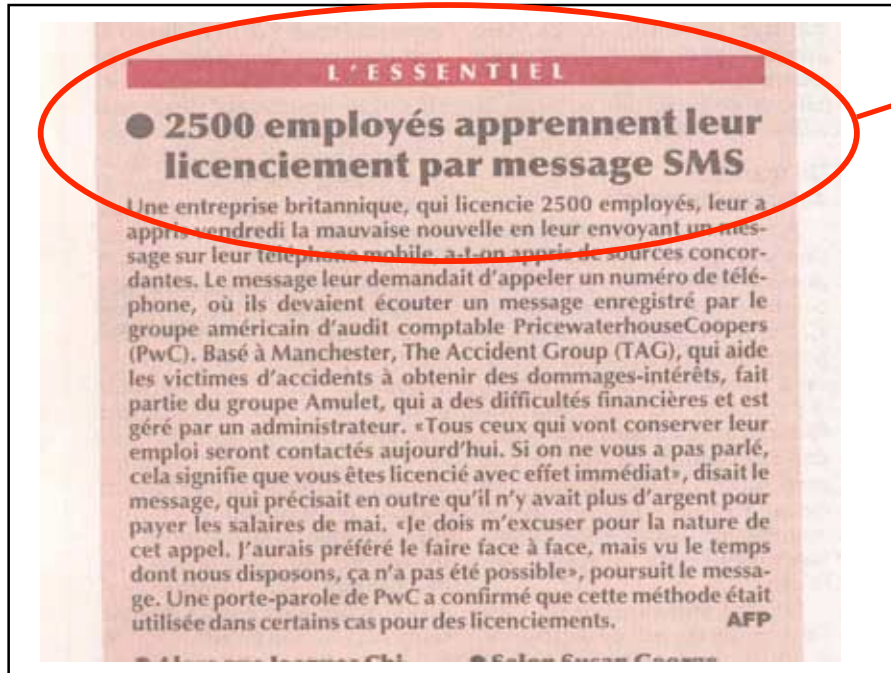 L'ESSENTIEL
● 2500 employés apprennent leur
licenciement par message SMS
Une entreprise britannique, qui licencie 2500 employés, leur a
appris vendredi la mauvaise nouvelle en leur envoyant un mes-
sage sur leur téléphone mobile, a-t-on appris de sources concor-
dantes. Le message leur demandait d'appeler un numéro de télé-
phone, où ils devaient écouter un message enregistré par le
groupe américain d'audit comptable PricewaterhouseCoopers
(PwC). Basé à Manchester, The Accident Group (TAG), qui aide
les victimes d'accidents à obtenir des dommages-intérêts, fait
partie du groupe Amulet, qui a des difficultés financières et est
géré par un administrateur. «Tous ceux qui vont conserver leur
emploi seront contactés aujourd'hui. Si on ne vous a pas parlé,
cela signifie que vous êtes licencié avec effet immédiat», disait le
message, qui précisait en outre qu'il n'y avait plus d'argent pour
payer les salaires de mai. «Je dois m'excuser pour la nature de
cet appel. J'aurais préféré le faire face à face, mais vu le temps
dont nous disposons, ça n'a pas été possible», poursuit le messa-
ge. Une porte-parole de PwC a confirmé que cette méthode était
utilisée dans certains cas pour des licenciements. AFP